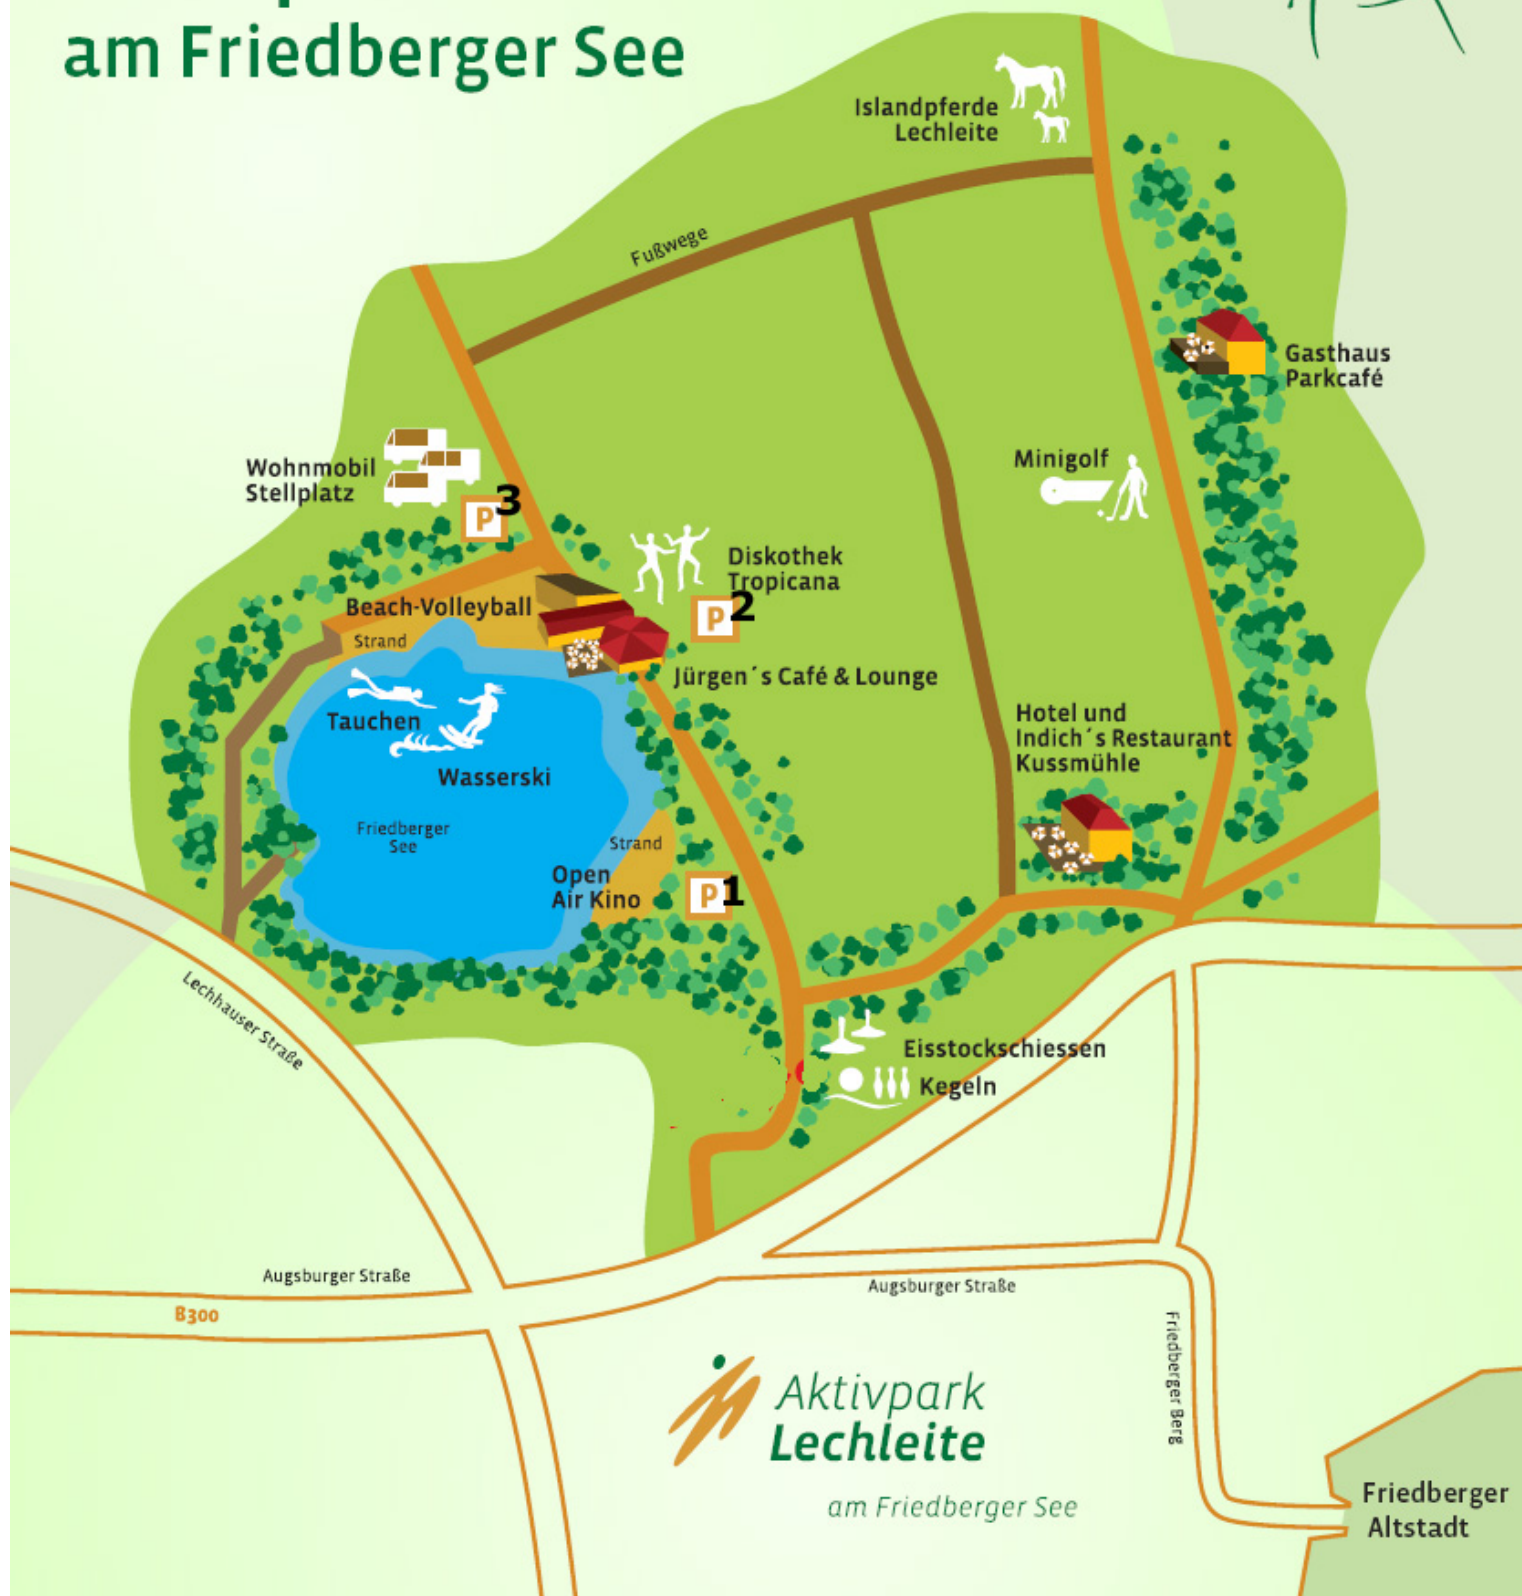 am Friedberger See
Islandpferde
Lechleite
Fußwege
Gasthaus
Parkcafé
Wohnmobil
Stellplatz
P3
Minigolf
Diskothek
Tropicana
P2
Beach-Volleyball
Strand
Jürgen´s Café & Lounge
Tauchen
Wasserski
Hotel und
Indich´s Restaurant
Kussmühle
Friedberger
See
Strand
Open
Air Kino
P1
Lechhauser Straße
Eisstockschiessen
Kegeln
Augsburger Straße
B300
Augsburger Straße
Friedberger Berg
Aktivpark
Lechleite
am Friedberger See
Friedberger
Altstadt